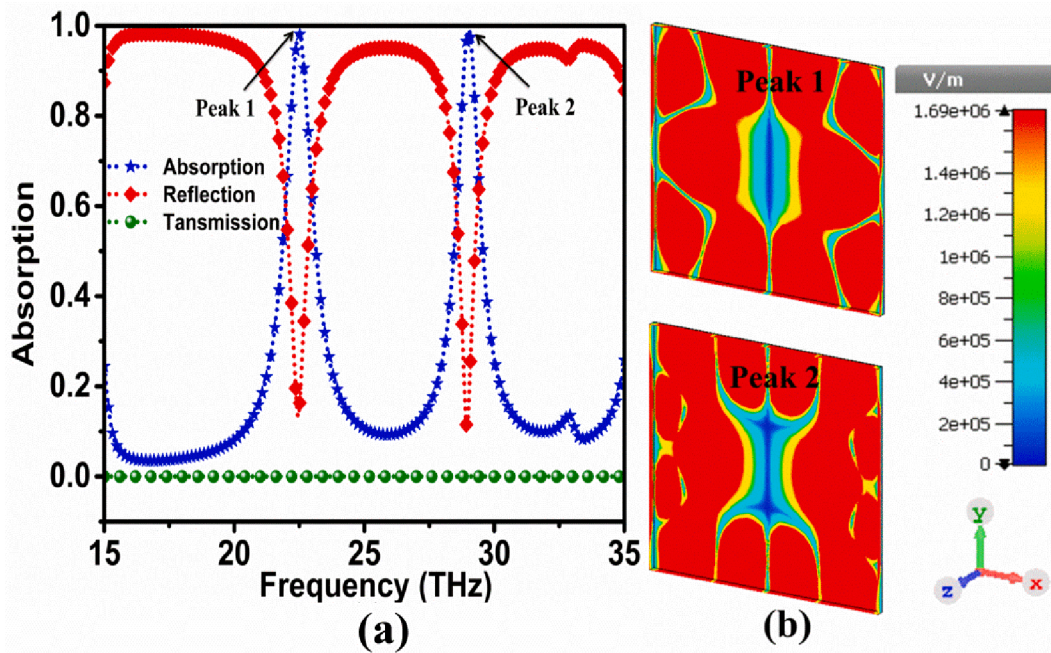 1.0
0.8
0.6
0.4
0.2
0.0
Absorption
Peak 1
Peak 2
Absorption
Reflection
Tansmission
15
20
25
30
35
Frequency (THz)
(a)
Peak 1
Peak 2
(b)
V/m
1.69e+06
1.4e+06
1.2e+06
1e+06
8e+05
6e+05
4e+05
2e+05
0
y
z
x